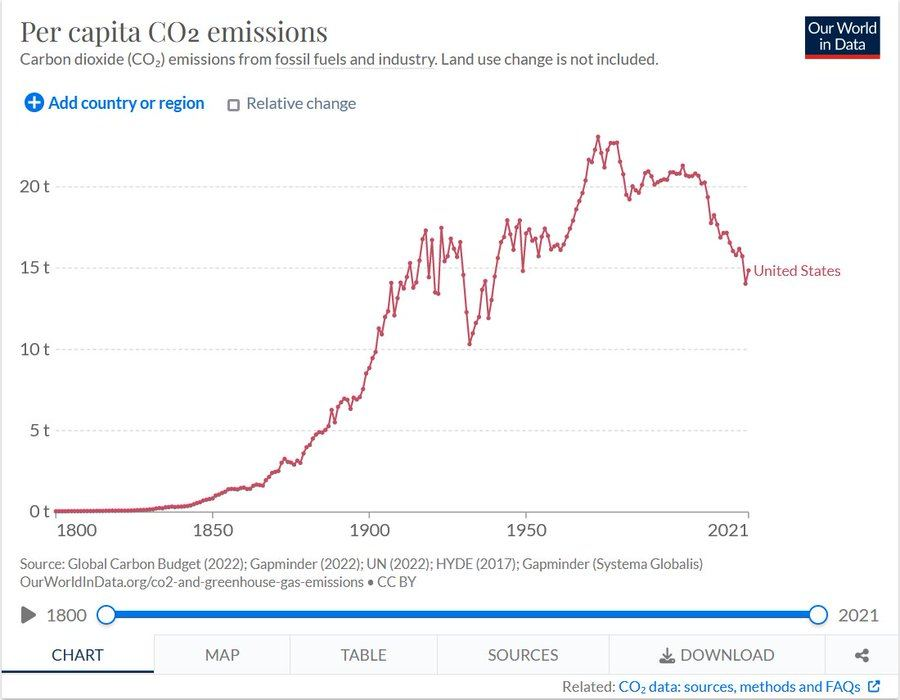 Per capita CO₂ emissions
Our World
in Data
Carbon dioxide (CO₂) emissions from fossil fuels and industry. Land use change is not included.
Add country or region
Relative change
20 t
15 t
United States
10 t
5 t
0 t
1800
1850
1900
1950
2021
Source: Global Carbon Budget (2022); Gapminder (2022); UN (2022); HYDE (2017); Gapminder (Systema Globalis)
OurWorldInData.org/co2-and-greenhouse-gas-emissions • CC BY
1800
2021
CHART
MAP
TABLE
SOURCES
DOWNLOAD
Related: CO₂ data: sources, methods and FAQs